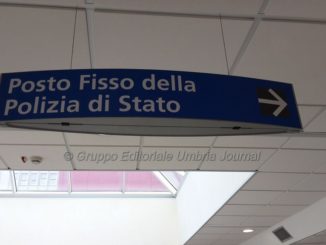 Posto Fisso della
Polizia di Stato
© Gruppo Editoriale Umbria Journal